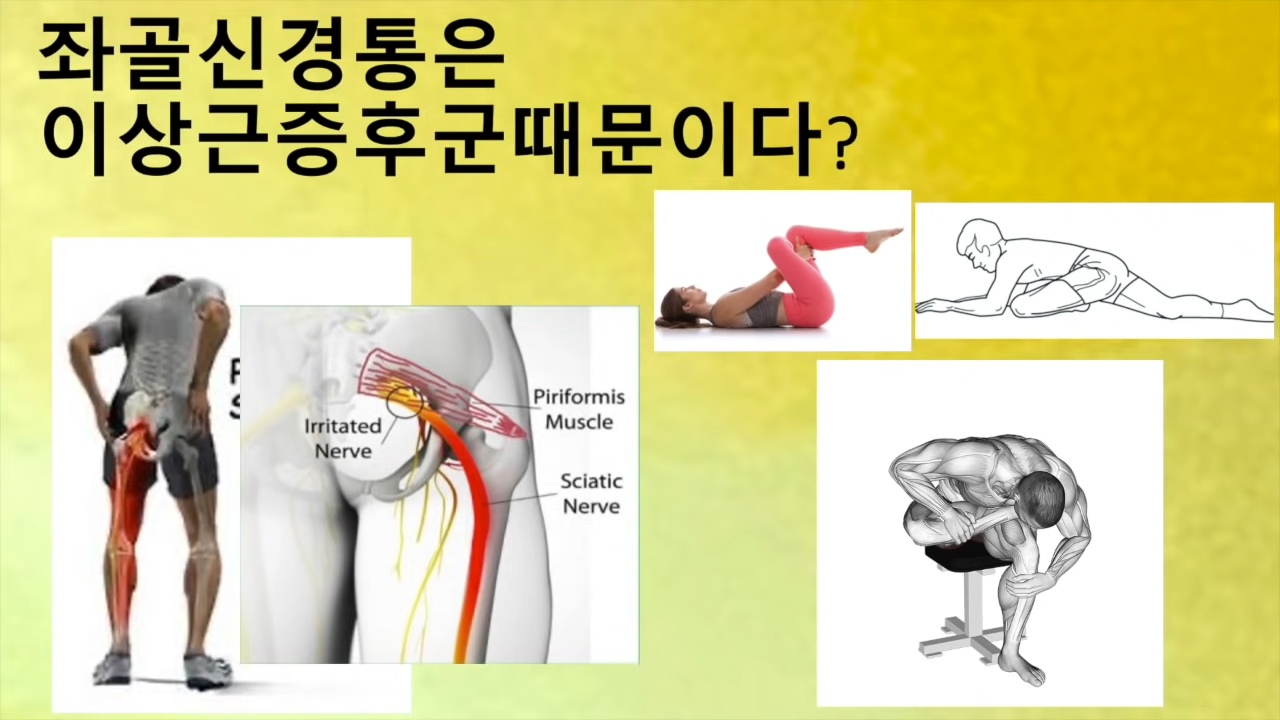 좌골신경통은
이상근증후군때문이다?
Piriformis
Muscle
Irritated
Nerve
Sciatic
Nerve